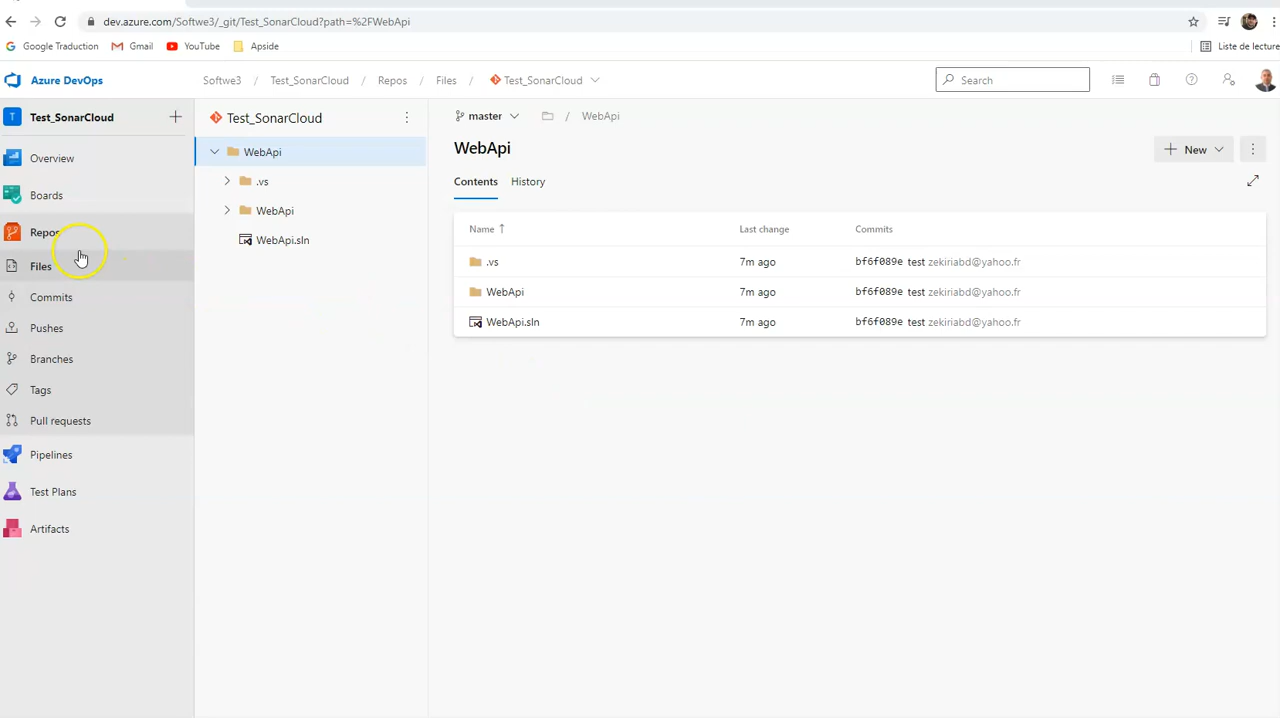 dev.azure.com/Softwe3/_git/Test_SonarCloud?path=%2FWebApi
Google Traduction Gmail YouTube Apside Liste de lecture
Azure DevOps Softwe3 / Test_SonarCloud / Repos / Files / Test_SonarCloud Search
T Test_SonarCloud
Overview
Boards
Repos
Files
Commits
Pushes
Branches
Tags
Pull requests
Pipelines
Test Plans
Artifacts
Test_SonarCloud
WebApi
.vs
WebApi
WebApi.sln
master / WebApi
WebApi
New
Contents History
Name Last change Commits
.vs 7m ago bf6f089e test zekiriabd@yahoo.fr
WebApi 7m ago bf6f089e test zekiriabd@yahoo.fr
WebApi.sln 7m ago bf6f089e test zekiriabd@yahoo.fr